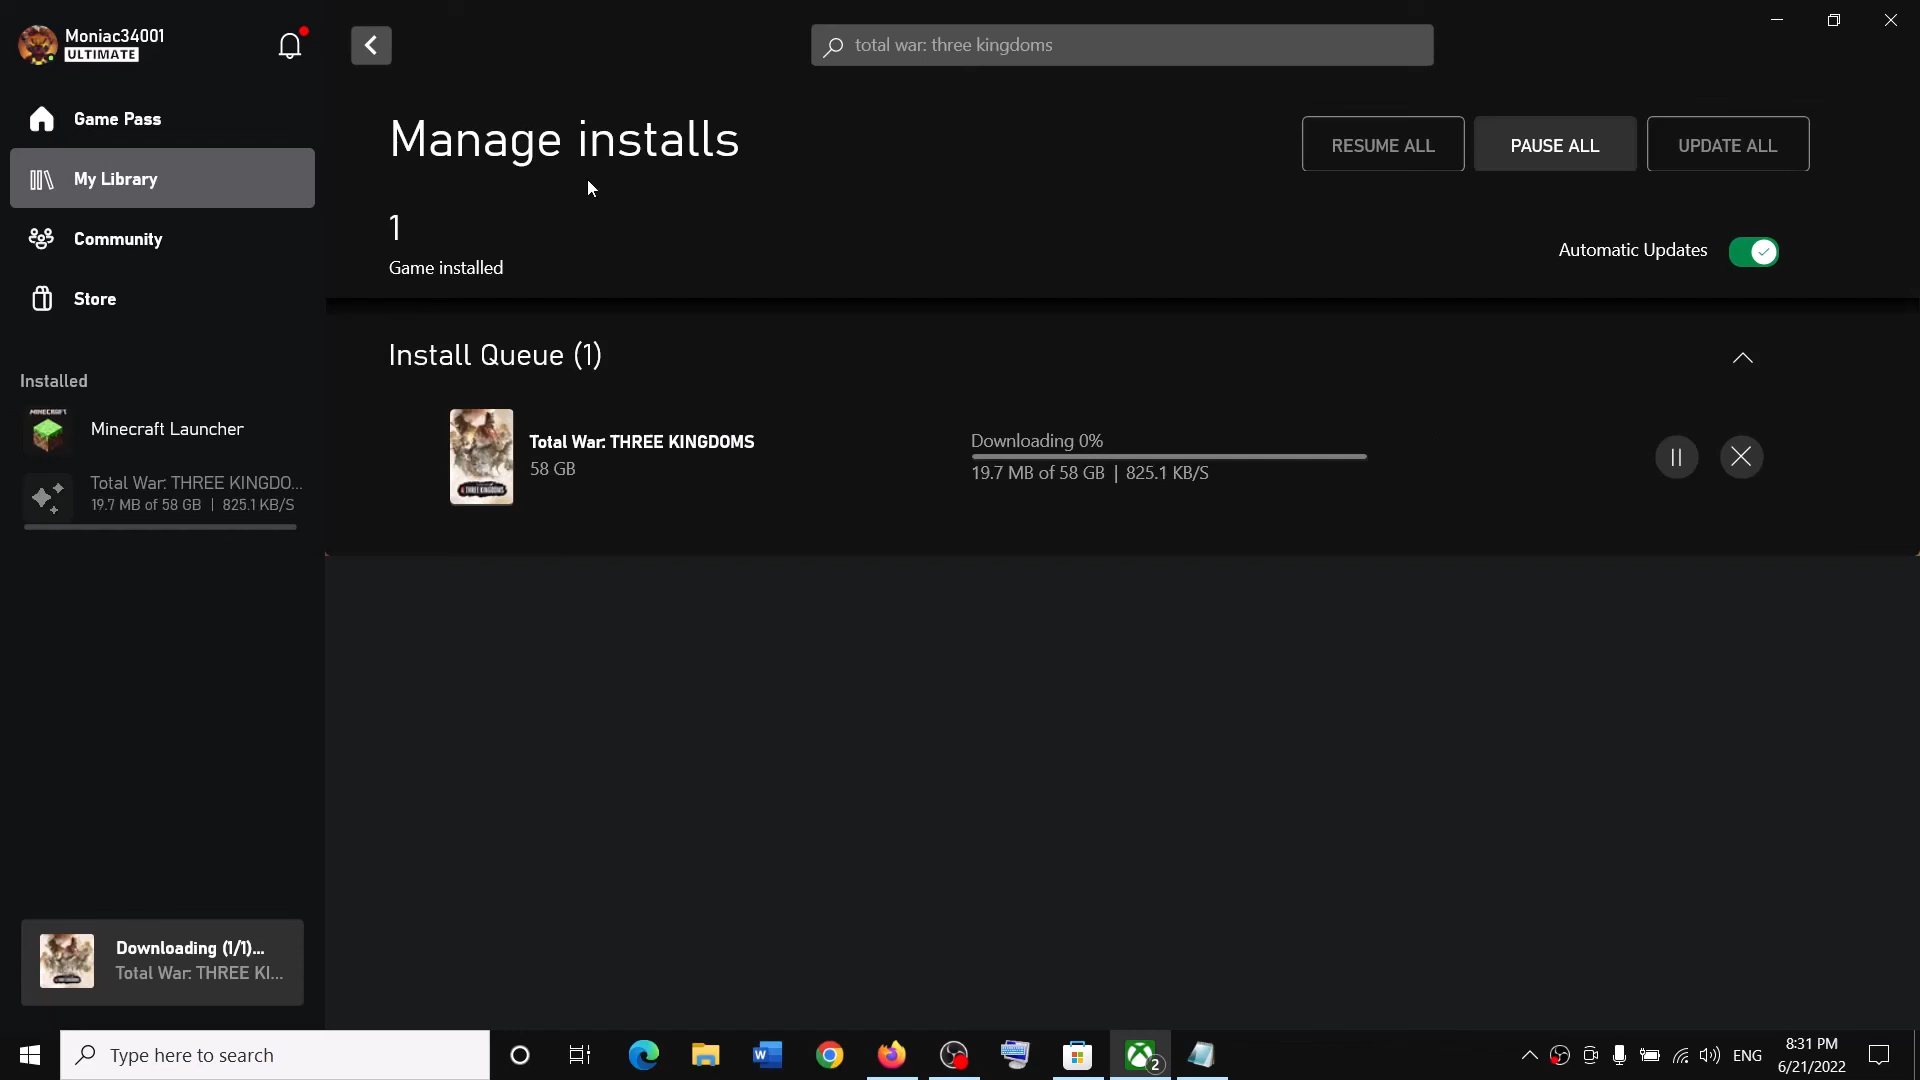 Moniac34001
ULTIMATE
total war: three kingdoms
Game Pass
My Library
Community
Store
Installed
MINECRAFT
Minecraft Launcher
Total War: THREE KINGDO...
19.7 MB of 58 GB | 825.1 KB/S
Manage installs
RESUME ALL
PAUSE ALL
UPDATE ALL
1
Game installed
Automatic Updates
Install Queue (1)
THREE KINGDOMS
Total War: THREE KINGDOMS
58 GB
Downloading 0%
19.7 MB of 58 GB | 825.1 KB/S
Downloading (1/1)...
Total War: THREE KI...
Type here to search
W
2
ENG
8:31 PM
6/21/2022